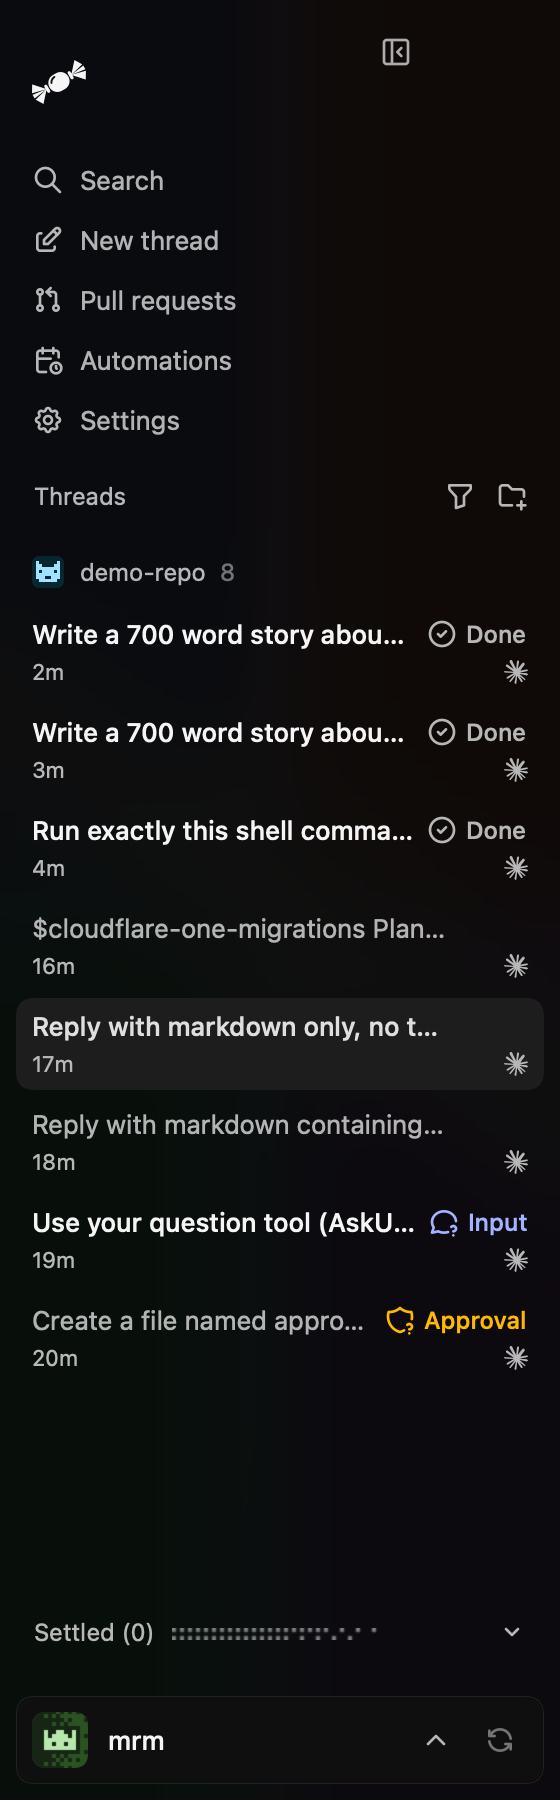 Search
New thread
Pull requests
Automations
Settings
Threads
demo-repo 8
Write a 700 word story abou... Done
2m
Write a 700 word story abou... Done
3m
Run exactly this shell comma... Done
4m
$cloudflare-one-migrations Plan...
16m
Reply with markdown only, no t...
17m
Reply with markdown containing...
18m
Use your question tool (AskU... Input
19m
Create a file named appro... Approval
20m
Settled (0)
mrm